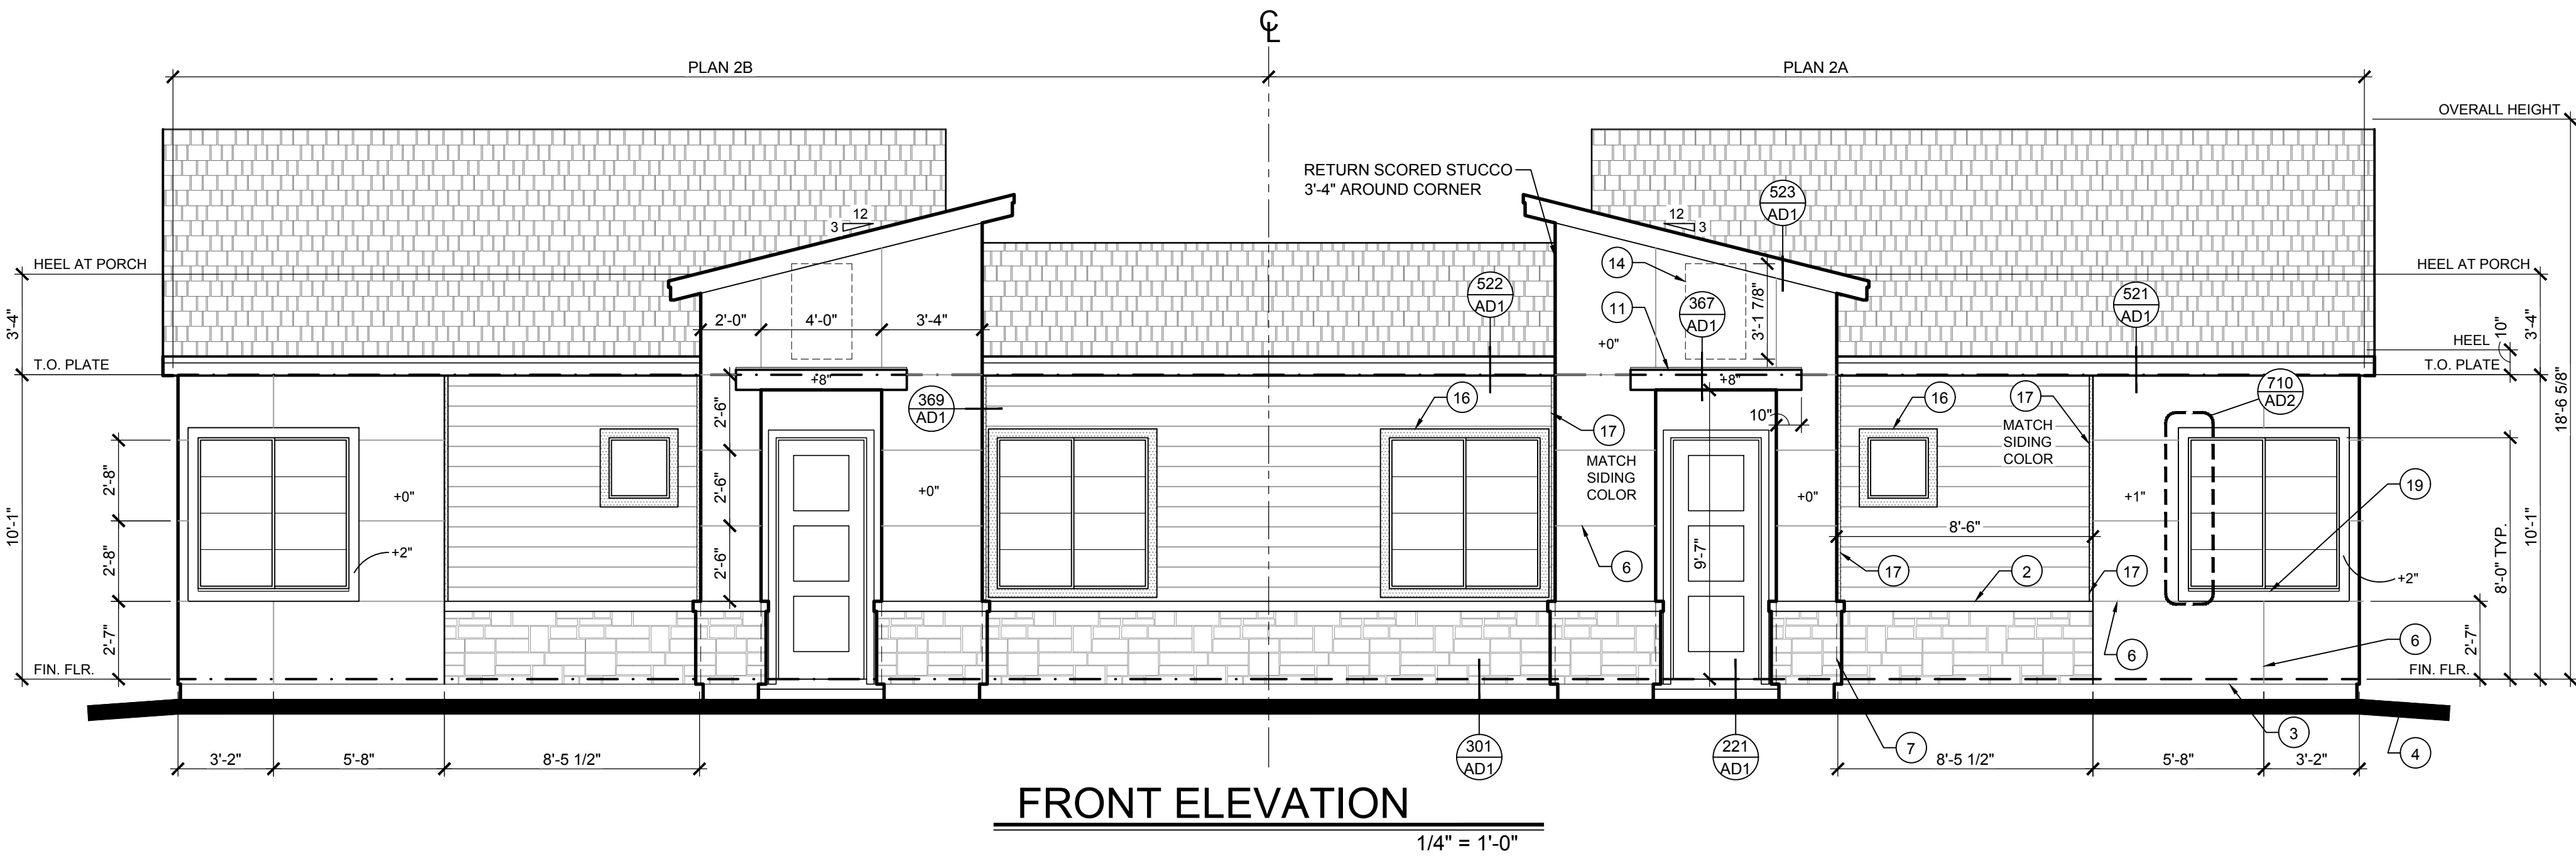 CL
PLAN 2B
PLAN 2A
OVERALL HEIGHT
RETURN SCORED STUCCO
3'-4" AROUND CORNER
523
AD1
12
3
12
3
HEEL AT PORCH
HEEL AT PORCH
14
522
AD1
367
AD1
521
AD1
11
3'-1 7/8"
3'-4"
2'-0"
4'-0"
3'-4"
+0"
HEEL
10"
3'-4"
T.O. PLATE
T.O. PLATE
+8"
+8"
18'-6 5/8"
369
AD1
16
10"
16
17
710
AD2
2'-6"
17
MATCH
SIDING
COLOR
MATCH
SIDING
COLOR
2'-8"
+0"
2'-6"
+0"
+0"
+1"
19
10'-1"
8'-6"
8'-0" TYP.
10'-1"
+2"
2'-8"
2'-6"
6
9'-7"
17
2
17
+2"
2'-7"
6
6
2'-7"
FIN. FLR.
FIN. FLR.
3
301
AD1
221
AD1
7
4
3'-2"
5'-8"
8'-5 1/2"
8'-5 1/2"
5'-8"
3'-2"
FRONT ELEVATION
1/4" = 1'-0"